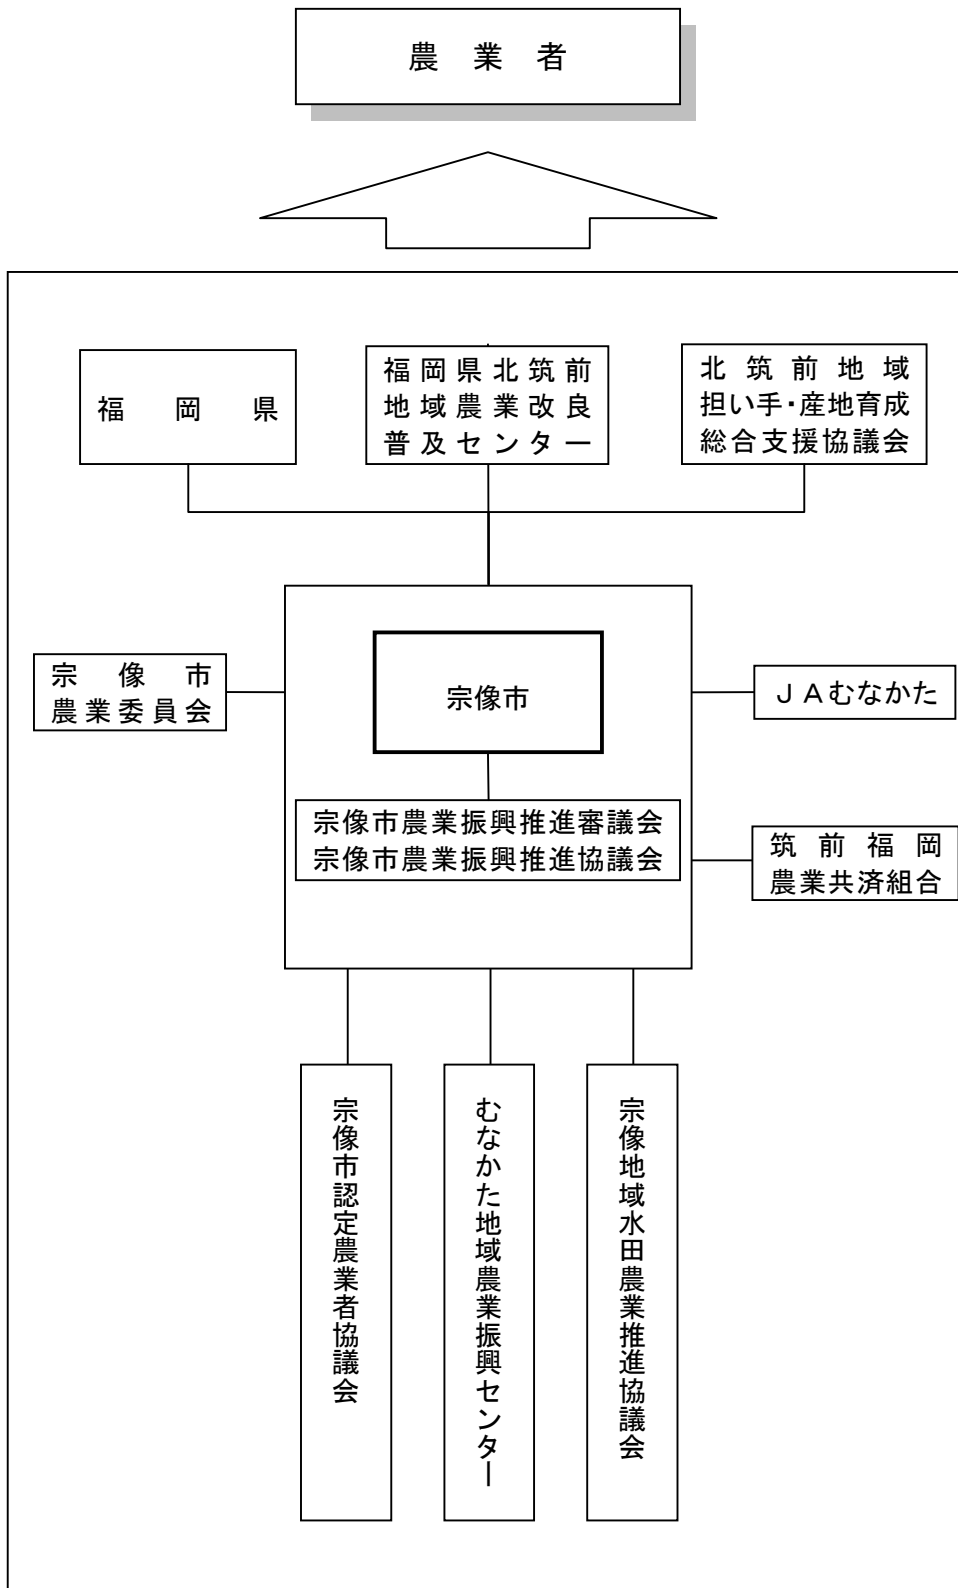 農業者
福岡県
福岡県北筑前
地域農業改良
普及センター
北筑前地域
担い手・産地育成
総合支援協議会
宗像市
農業委員会
宗像市
ＪＡむなかた
宗像市農業振興推進審議会
宗像市農業振興推進協議会
筑前福岡
農業共済組合
宗像市認定農業者協議会
むなかた地域農業振興センター
宗像地域水田農業推進協議会